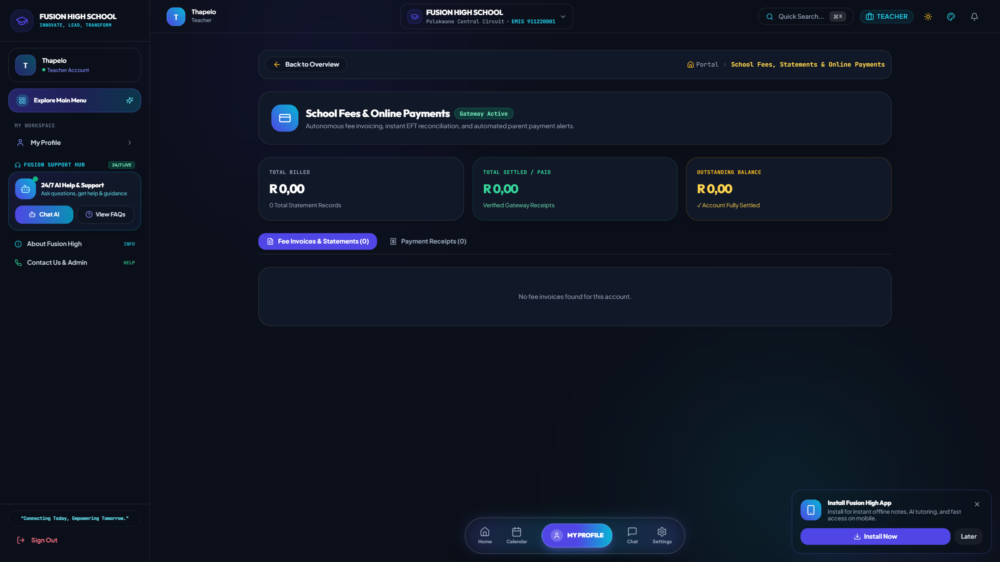 FUSION HIGH SCHOOL
INNOVATE, LEAD, TRANSFORM
T
Thapelo
Teacher Account
Explore Main Menu
MY WORKSPACE
My Profile
FUSION SUPPORT HUB
24/7 LIVE
24/7 AI Help & Support
Ask questions, get help & guidance
Chat AI
View FAQs
About Fusion High
INFO
Contact Us & Admin
HELP
"Connecting Today, Empowering Tomorrow."
Sign Out
T
Thapelo
Teacher
FUSION HIGH SCHOOL
Polokwane Central Circuit • EMIS 911220001
Quick Search...
⌘K
TEACHER
Back to Overview
Portal
School Fees, Statements & Online Payments
School Fees & Online Payments
Gateway Active
Autonomous fee invoicing, instant EFT reconciliation, and automated parent payment alerts.
TOTAL BILLED
R 0,00
0 Total Statement Records
TOTAL SETTLED / PAID
R 0,00
Verified Gateway Receipts
OUTSTANDING BALANCE
R 0,00
✓ Account Fully Settled
Fee Invoices & Statements (0)
Payment Receipts (0)
No fee invoices found for this account.
Home
Calendar
MY PROFILE
Chat
Settings
Install Fusion High App
Install for instant offline notes, AI tutoring, and fast
access on mobile.
Install Now
Later